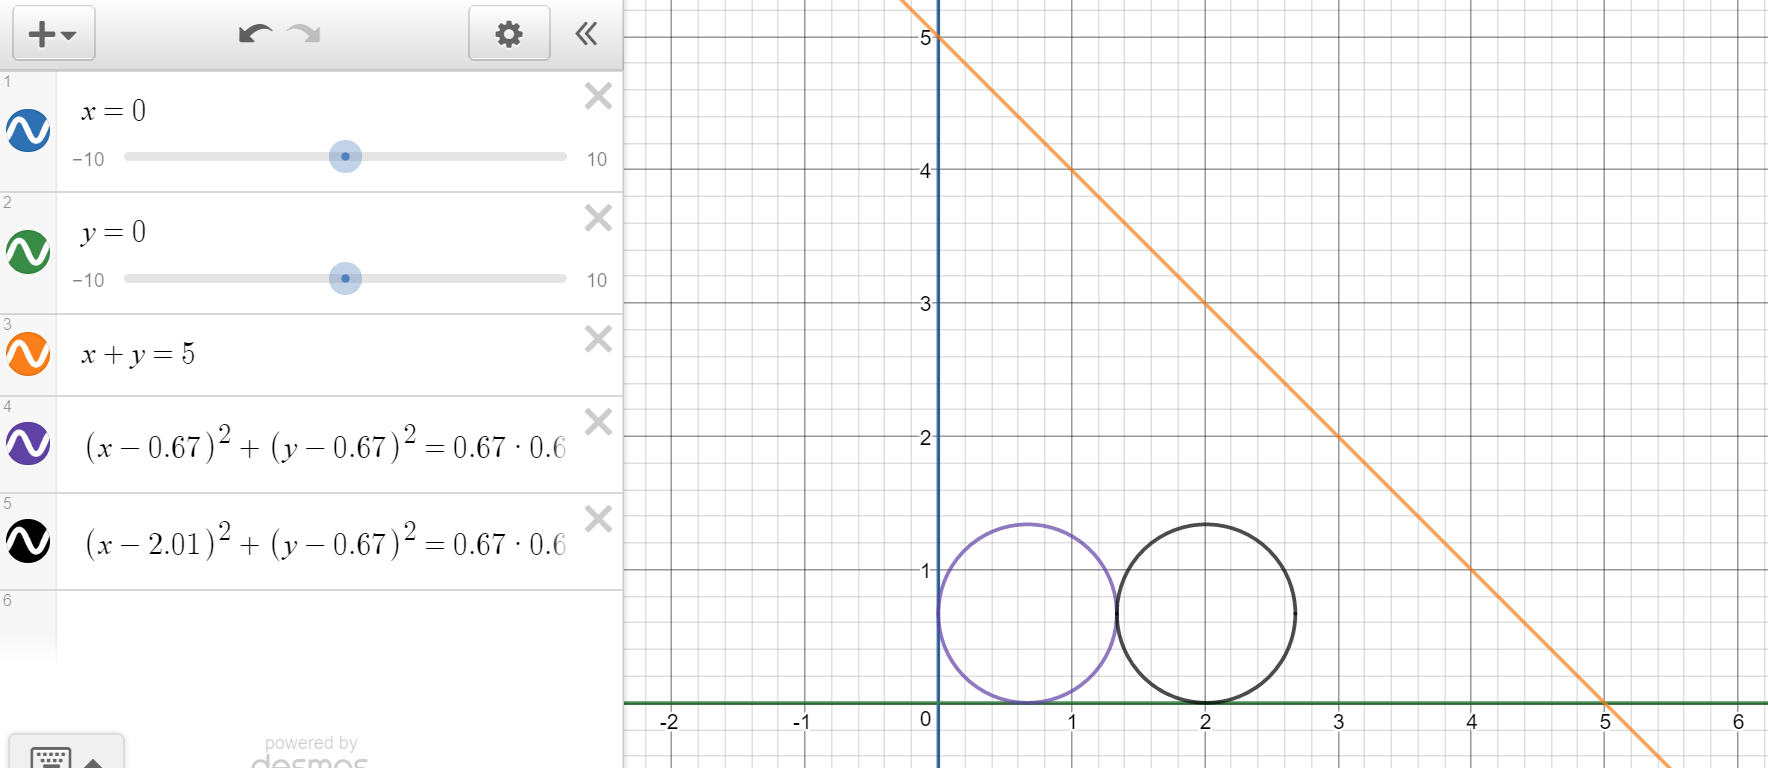 1
x = 0
−10
10
2
y = 0
−10
10
3
x + y = 5
4
(x − 0.67)² + (y − 0.67)² = 0.67 · 0.6
5
(x − 2.01)² + (y − 0.67)² = 0.67 · 0.6
6
powered by
desmos
5
4
3
2
1
-2 -1 0 1 2 3 4 5 6